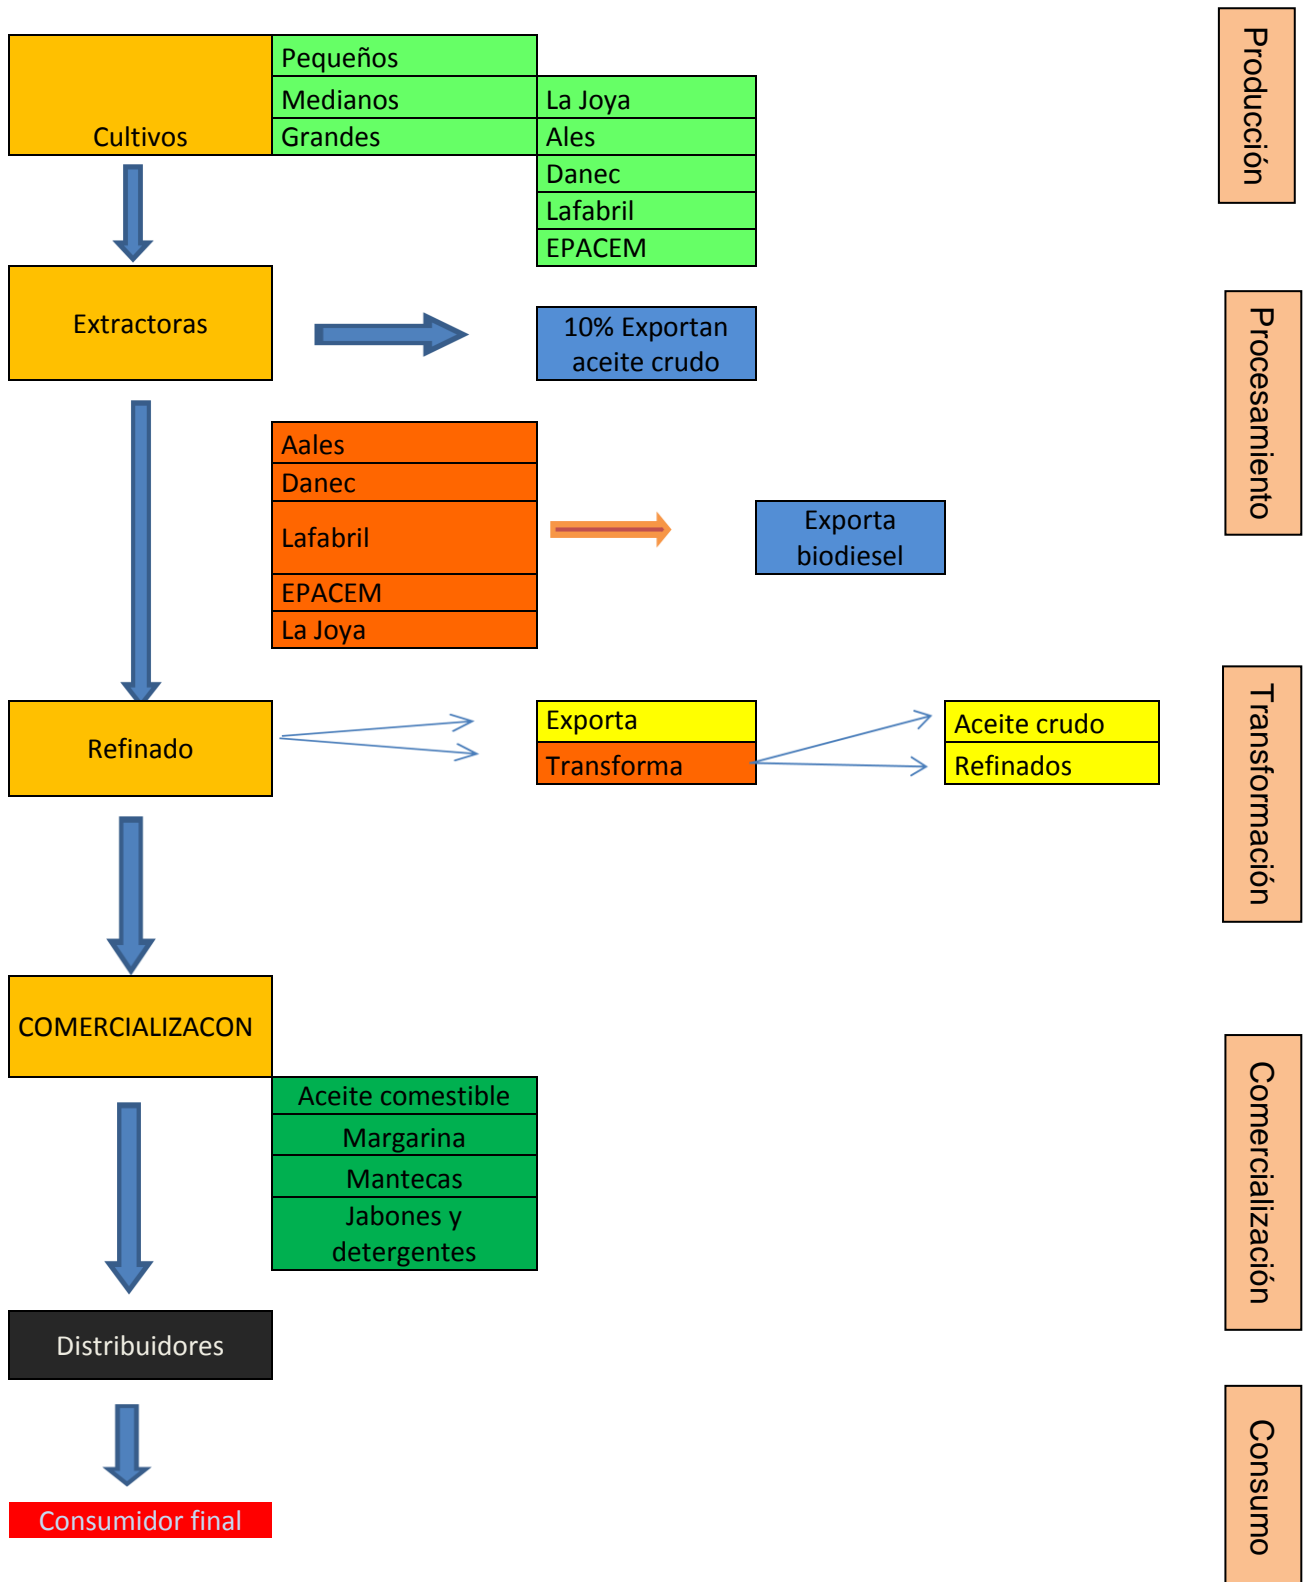 Producción
Pequeños
Cultivos
Medianos
La Joya
Grandes
Ales
Danec
Lafabril
EPACEM
Procesamiento
Extractoras
10% Exportan
aceite crudo
Aales
Danec
Lafabril
Exporta
biodiesel
EPACEM
La Joya
Transformación
Refinado
Exporta
Aceite crudo
Transforma
Refinados
COMERCIALIZACON
Comercialización
Aceite comestible
Margarina
Mantecas
Jabones y
detergentes
Distribuidores
Consumo
Consumidor final